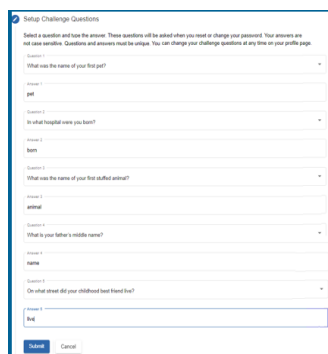 Setup Challenge Questions
Select a question and type the answer. These questions will be asked when you reset or change your password. Your answers are
not case sensitive. Questions and answers must be unique. You can change your challenge questions at any time on your profile page.
Question 1
What was the name of your first pet?
Answer 1
pet
Question 2
In what hospital were you born?
Answer 2
born
Question 3
What was the name of your first stuffed animal?
Answer 3
animal
Question 4
What is your father's middle name?
Answer 4
name
Question 5
On what street did your childhood best friend live?
Answer 5
live
Submit Cancel